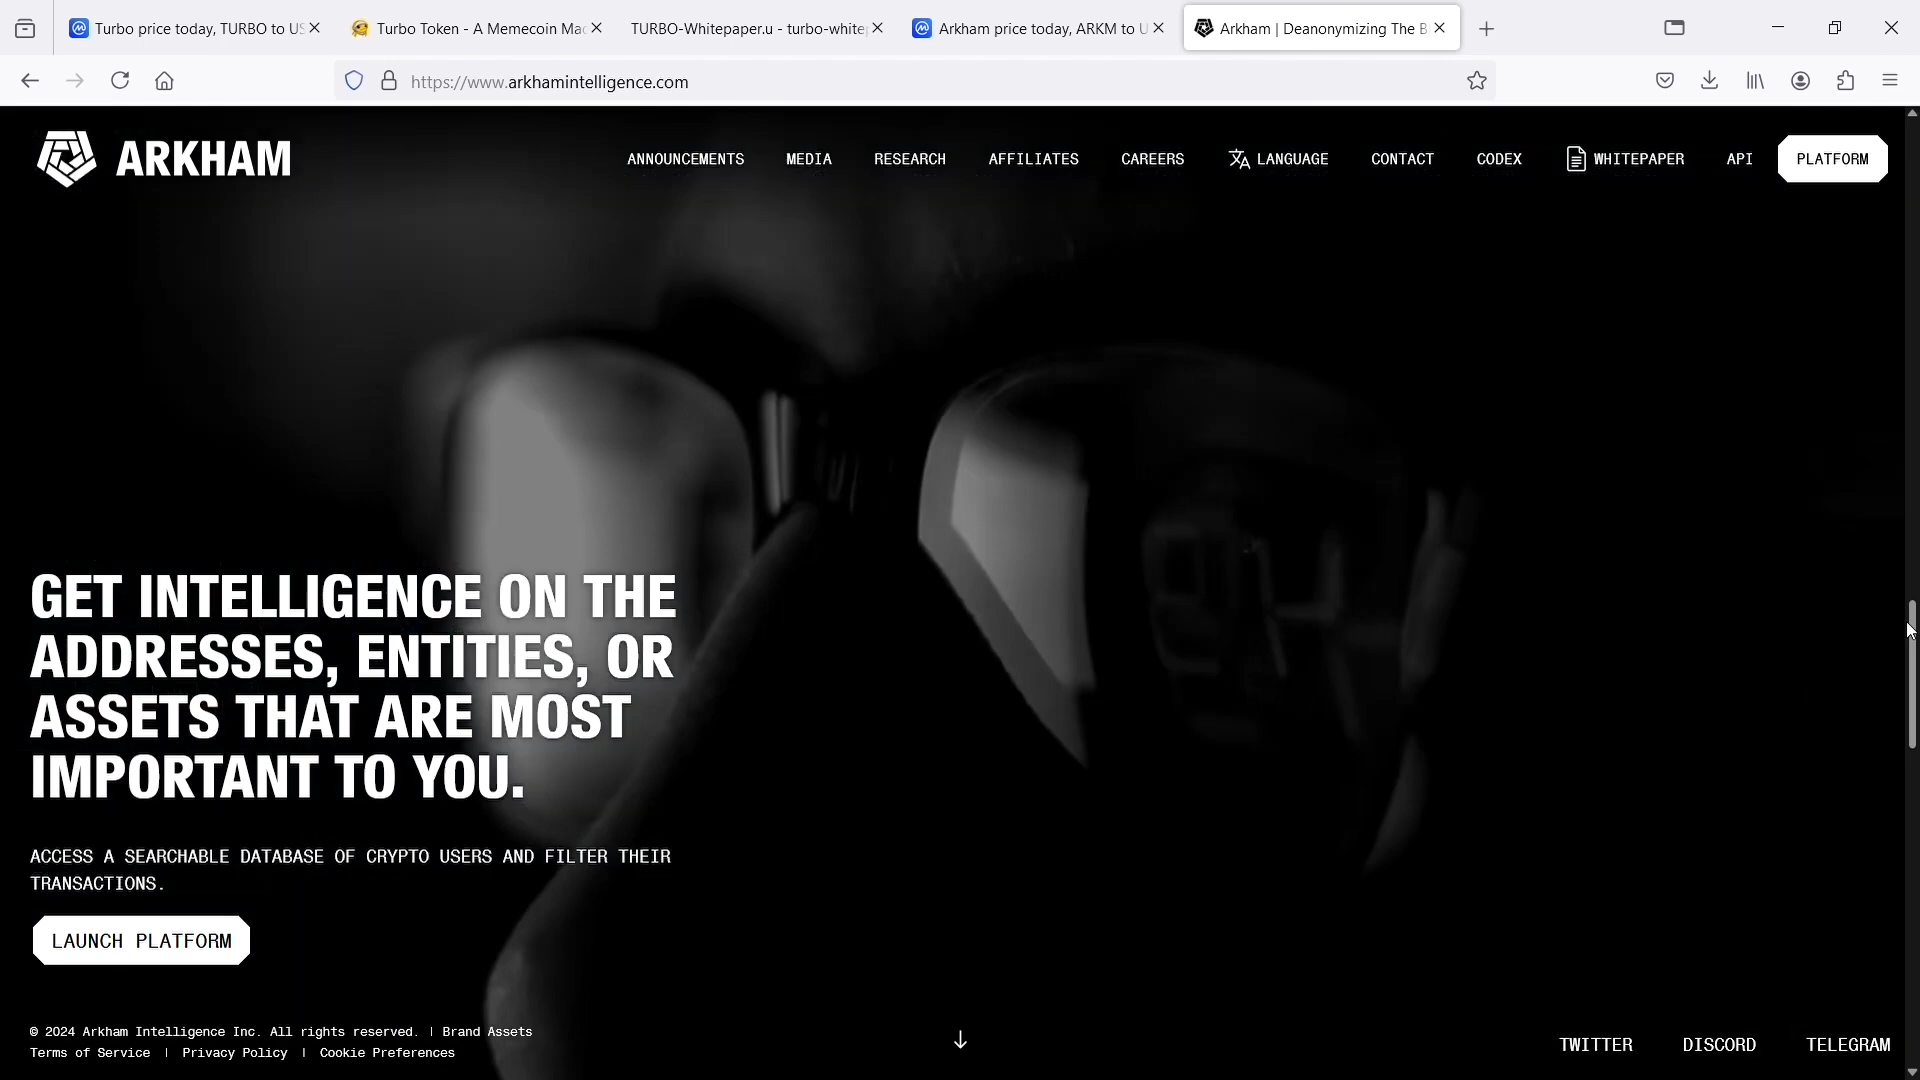 Turbo price today, TURBO to US
Turbo Token - A Memecoin Mac
TURBO-Whitepaper.u - turbo-white
Arkham price today, ARKM to U
Arkham | Deanonymizing The B
https://www.arkhamintelligence.com
ARKHAM
ANNOUNCEMENTS
MEDIA
RESEARCH
AFFILIATES
CAREERS
LANGUAGE
CONTACT
CODEX
WHITEPAPER
API
PLATFORM
GET INTELLIGENCE ON THE
ADDRESSES, ENTITIES, OR
ASSETS THAT ARE MOST
IMPORTANT TO YOU.
ACCESS A SEARCHABLE DATABASE OF CRYPTO USERS AND FILTER THEIR
TRANSACTIONS.
LAUNCH PLATFORM
© 2024 Arkham Intelligence Inc. All rights reserved. | Brand Assets
Terms of Service | Privacy Policy | Cookie Preferences
TWITTER
DISCORD
TELEGRAM